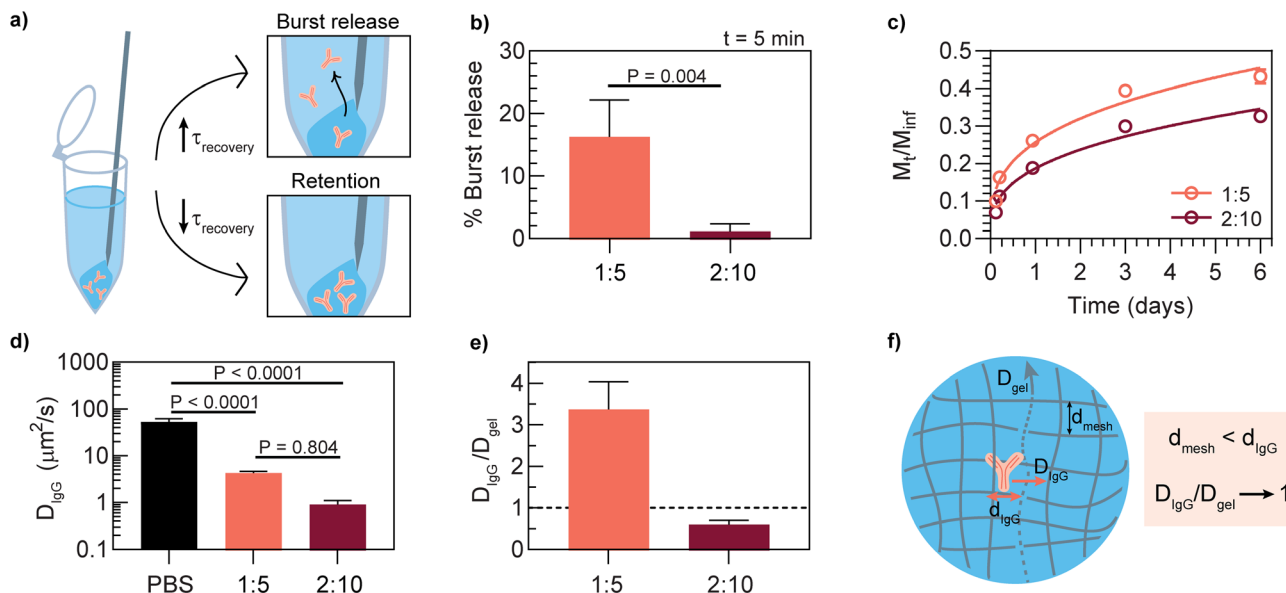 a)
Burst release
↑ τrecovery
Retention
↓ τrecovery
b)
t = 5 min
P = 0.004
% Burst release
30
20
10
0
1:5
2:10
c)
Mt/Minf
0.5
0.4
0.3
0.2
0.1
0.0
0
1
2
3
4
5
6
Time (days)
1:5
2:10
d)
DIgG (μm²/s)
1000
100
10
1
0.1
P < 0.0001
P < 0.0001
P = 0.804
PBS
1:5
2:10
e)
DIgG/Dgel
4
3
2
1
0
1:5
2:10
f)
Dgel
dmesh
DIgG
dIgG
dmesh < dIgG
DIgG/Dgel → 1